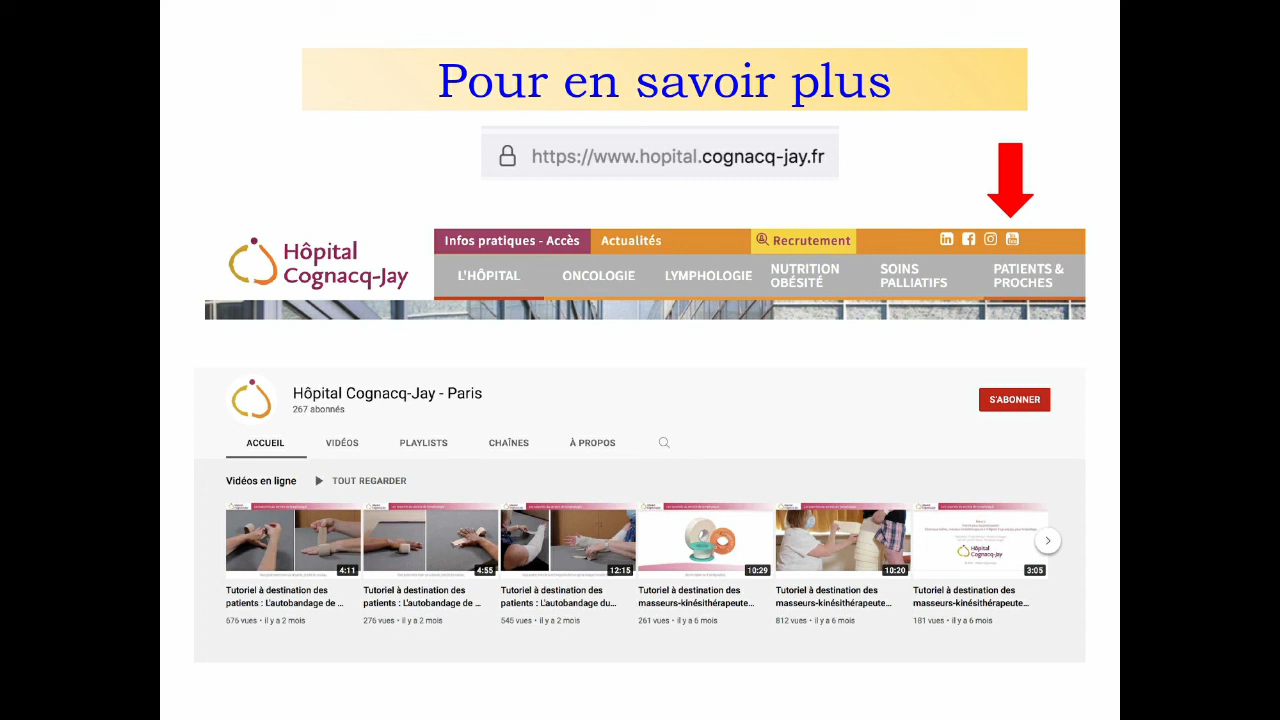 Pour en savoir plus
https://www.hopital.cognacq-jay.fr
Hôpital
Cognacq-Jay
Infos pratiques - Accès
Actualités
Recrutement
L'HÔPITAL
ONCOLOGIE
LYMPHOLOGIE
NUTRITION
OBÉSITÉ
SOINS
PALLIATIFS
PATIENTS &
PROCHES
Hôpital Cognacq-Jay - Paris
267 abonnés
S'ABONNER
ACCUEIL
VIDÉOS
PLAYLISTS
CHAÎNES
À PROPOS
Vidéos en ligne
TOUT REGARDER
4:11
4:55
12:15
10:29
10:20
Hôpital
Cognacq-Jay
3:05
Tutoriel à destination des
patients : L'autobandage de ...
676 vues • il y a 2 mois
Tutoriel à destination des
patients : L'autobandage de ...
276 vues • il y a 2 mois
Tutoriel à destination des
patients : L'autobandage du...
545 vues • il y a 2 mois
Tutoriel à destination des
masseurs-kinésithérapeute...
261 vues • il y a 6 mois
Tutoriel à destination des
masseurs-kinésithérapeute...
812 vues • il y a 6 mois
Tutoriel à destination des
masseurs-kinésithérapeute...
181 vues • il y a 6 mois